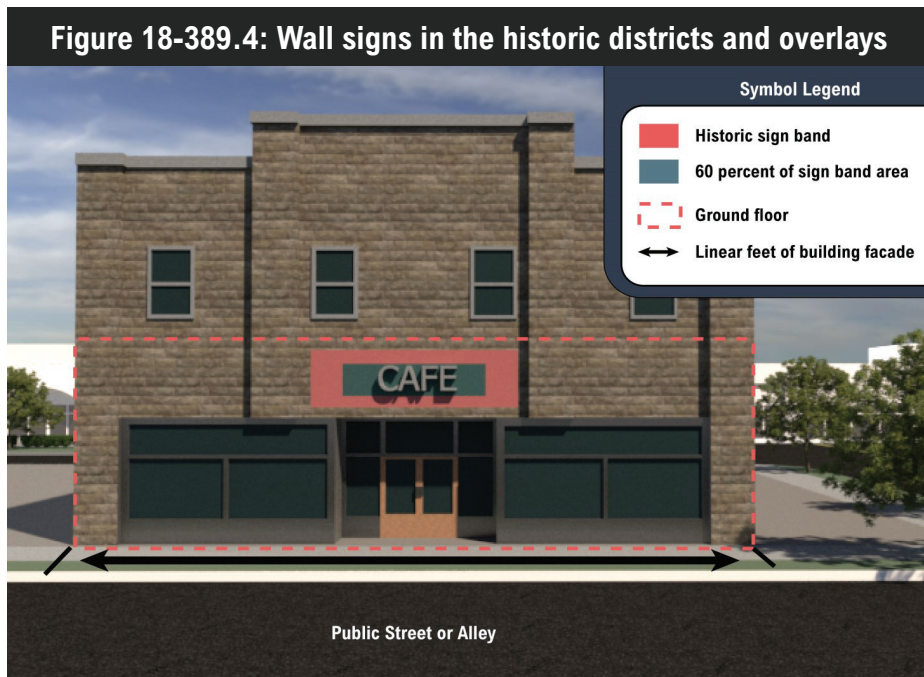 Figure 18-389.4: Wall signs in the historic districts and overlays
Symbol Legend
Historic sign band
60 percent of sign band area
Ground floor
Linear feet of building facade
CAFE
Public Street or Alley